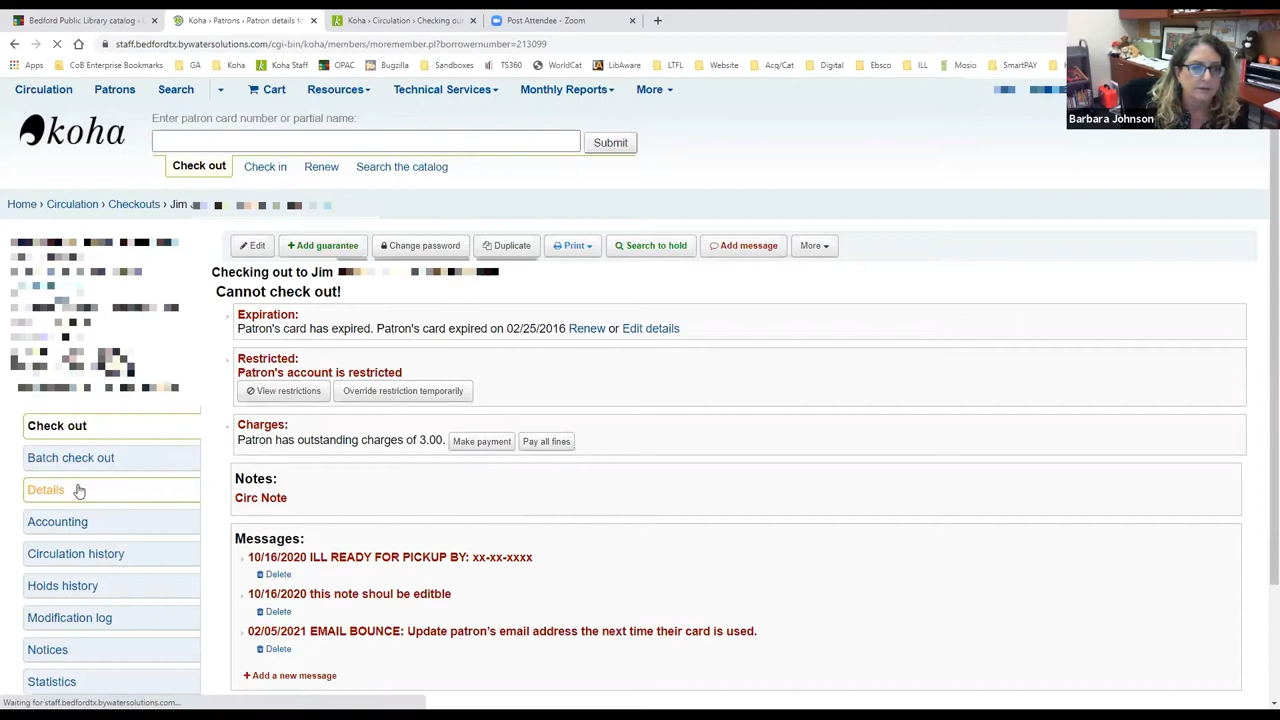 Bedford Public Library catalog ›
Koha › Patrons › Patron details fo
Koha › Circulation › Checking out
Post Attendee - Zoom
staff.bedfordtx.bywatersolutions.com/cgi-bin/koha/members/moremember.pl?borrowernumber=213099
Apps CoB Enterprise Bookmarks GA Koha Koha Staff OPAC Bugzilla Sandboxes TS360 WorldCat LibAware LTFL Website Acq/Cat Digital Ebsco ILL Mosio SmartPAY
Circulation Patrons Search Cart Resources Technical Services Monthly Reports More
Barbara Johnson
koha
Enter patron card number or partial name:
Submit
Check out Check in Renew Search the catalog
Home › Circulation › Checkouts › Jim
Edit + Add guarantee Change password Duplicate Print Search to hold Add message More
Checking out to Jim
Cannot check out!
Expiration:
Patron's card has expired. Patron's card expired on 02/25/2016 Renew or Edit details
Restricted:
Patron's account is restricted
View restrictions Override restriction temporarily
Charges:
Patron has outstanding charges of 3.00. Make payment Pay all fines
Notes:
Circ Note
Messages:
10/16/2020 ILL READY FOR PICKUP BY: xx-xx-xxxx
Delete
10/16/2020 this note shoul be editble
Delete
02/05/2021 EMAIL BOUNCE: Update patron's email address the next time their card is used.
Delete
+ Add a new message
Check out
Batch check out
Details
Accounting
Circulation history
Holds history
Modification log
Notices
Statistics
Waiting for staff.bedfordtx.bywatersolutions.com...